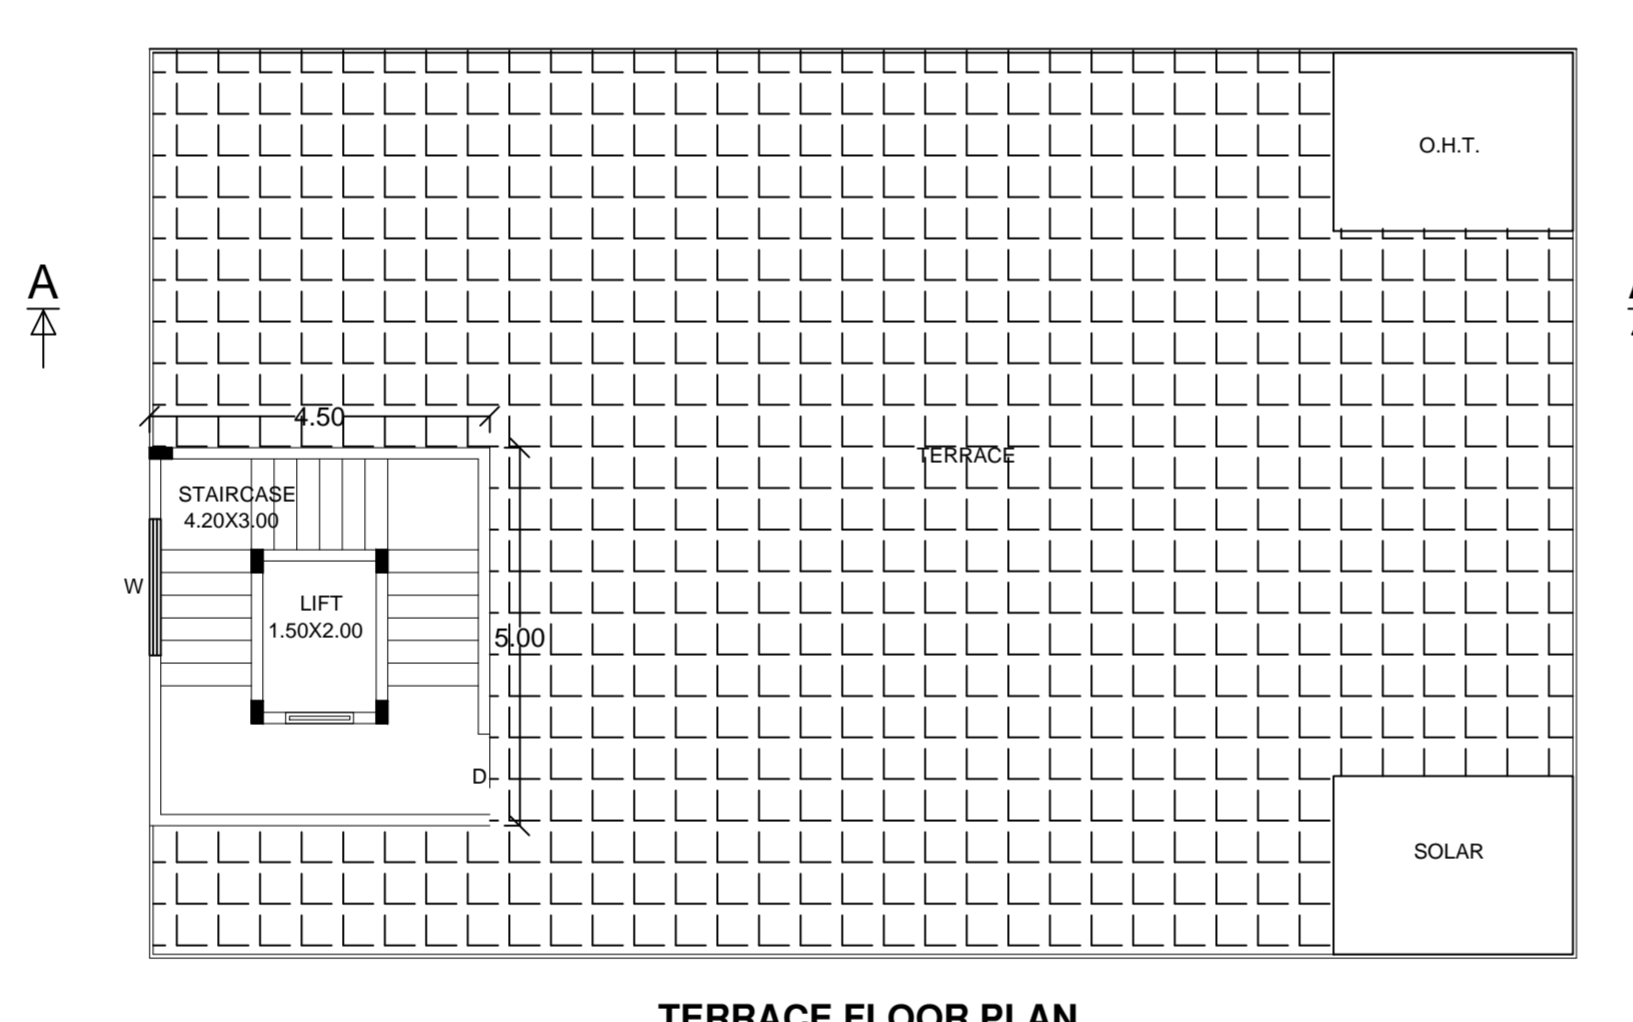 O.H.T.
A
4.50
TERRACE
STAIRCASE
4.20X3.00
W
LIFT
1.50X2.00
5.00
D
SOLAR
TERRACE FLOOR PLAN